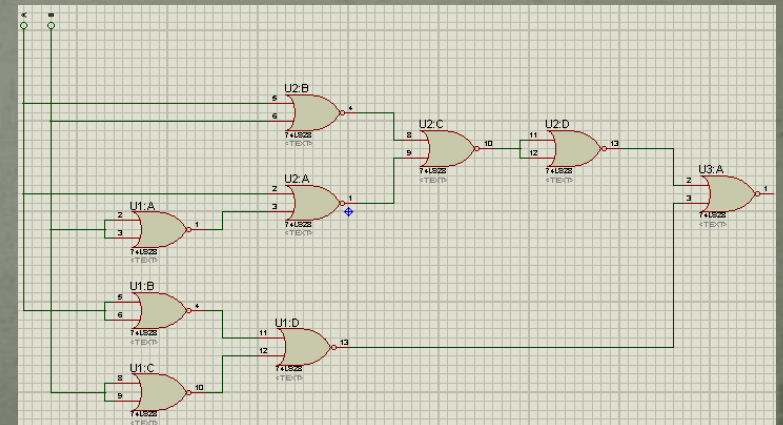 A B
U2:B
5
4
6
74LS28
<TEXT>
U2:C
8
10
9
74LS28
<TEXT>
U2:D
11
13
12
74LS28
<TEXT>
U2:A
2
1
3
74LS28
<TEXT>
U3:A
2
1
3
74LS28
<TEXT>
U1:A
2
1
3
74LS28
<TEXT>
U1:B
5
4
6
74LS28
<TEXT>
U1:D
11
13
12
74LS28
<TEXT>
U1:C
8
10
9
74LS28